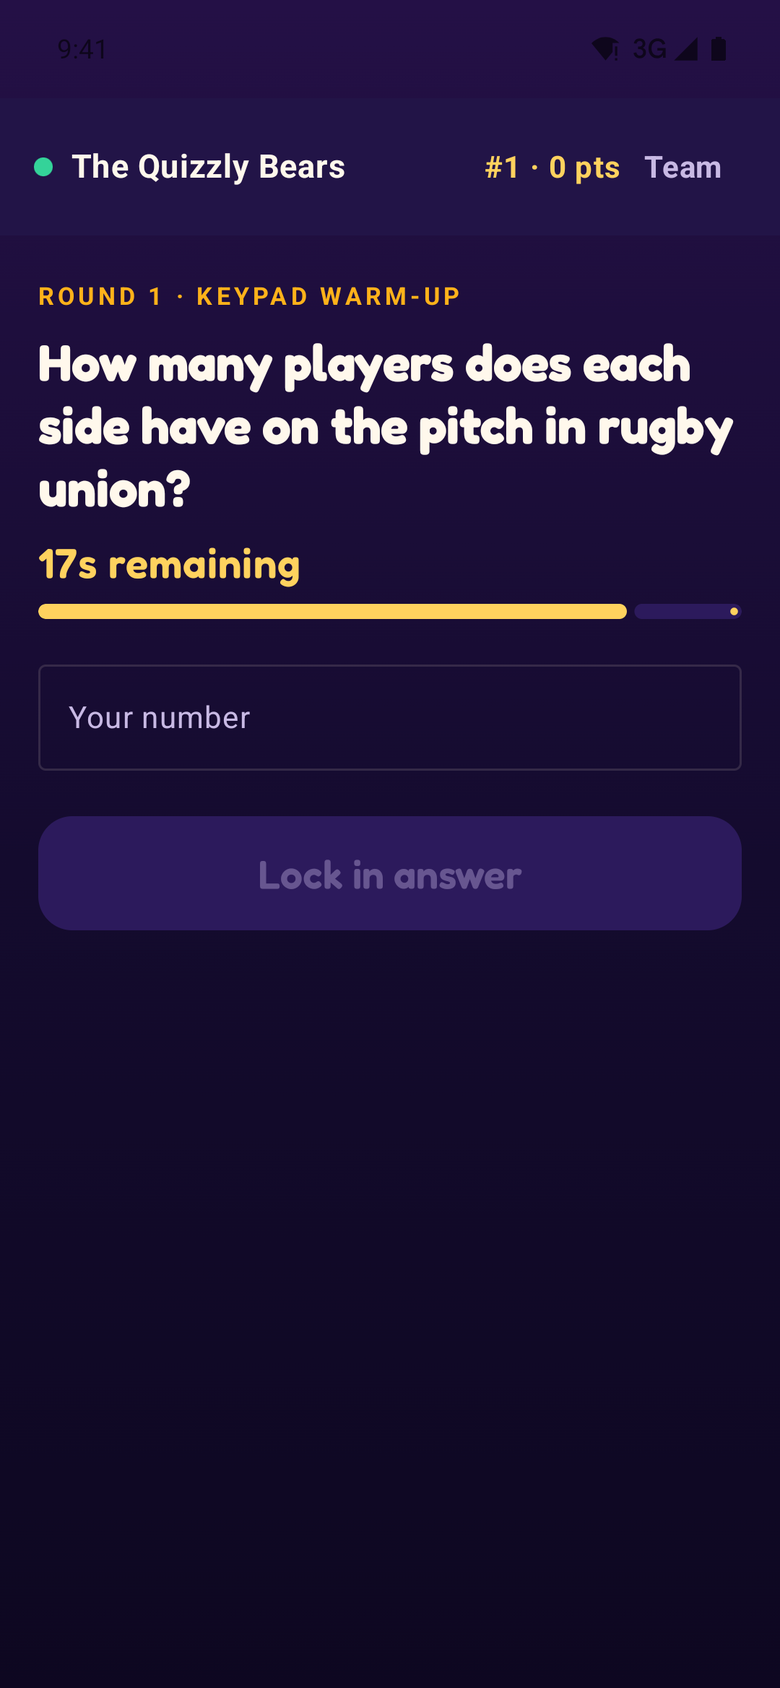 9:41
3G
The Quizzly Bears
#1 · 0 pts
Team
ROUND 1 · KEYPAD WARM-UP
How many players does each
side have on the pitch in rugby
union?
17s remaining
Your number
Lock in answer